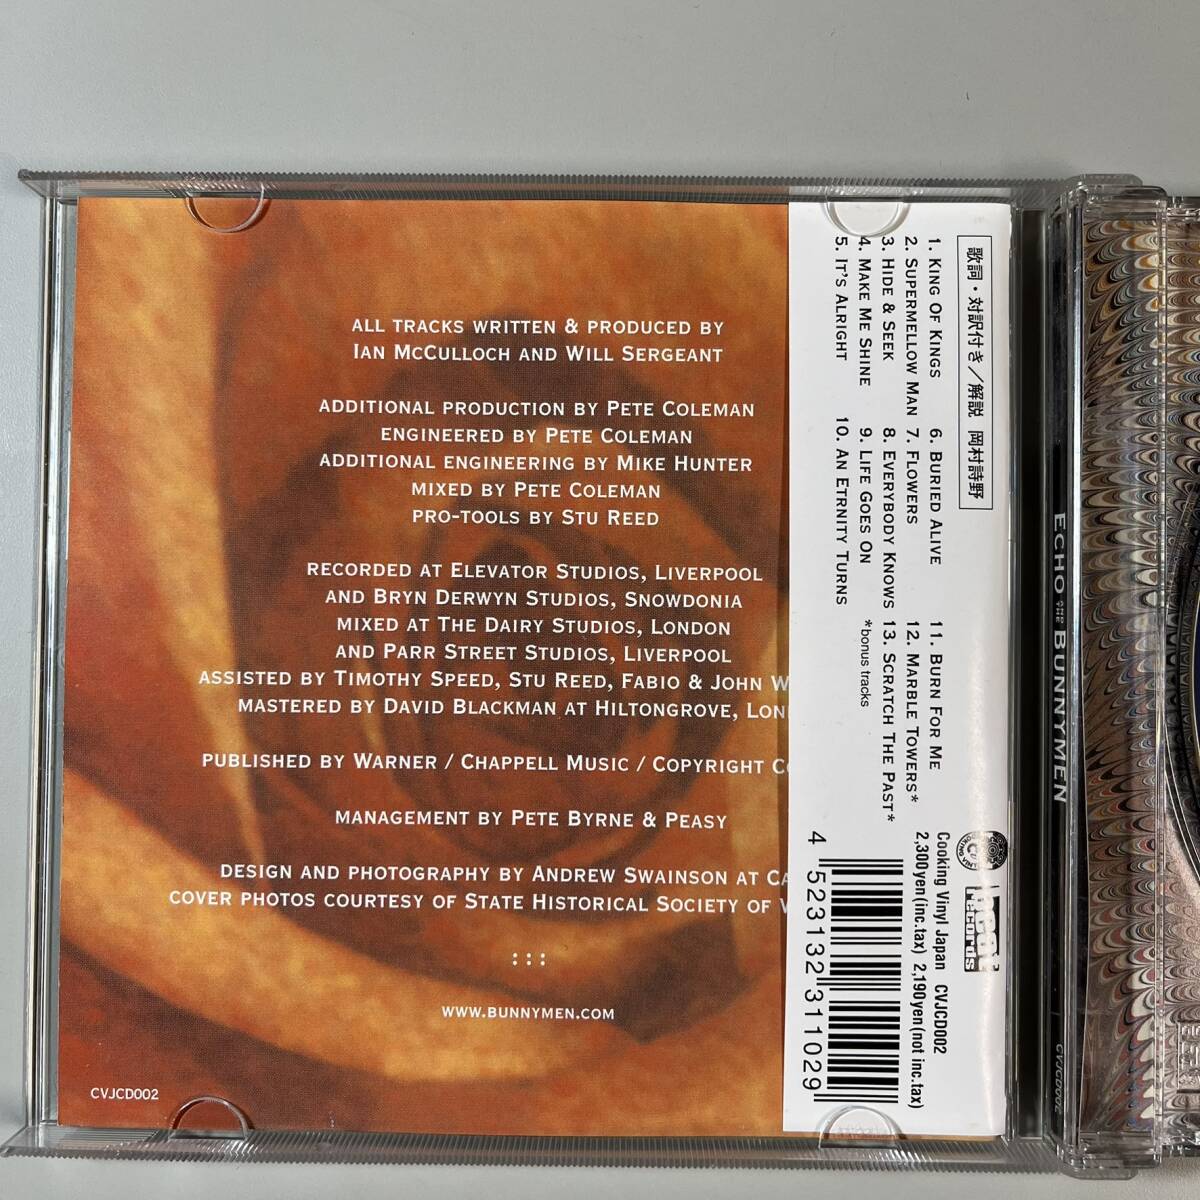 ALL TRACKS WRITTEN & PRODUCED BY
IAN MCCULLOCH AND WILL SERGEANT
ADDITIONAL PRODUCTION BY PETE COLEMAN
ENGINEERED BY PETE COLEMAN
ADDITIONAL ENGINEERING BY MIKE HUNTER
MIXED BY PETE COLEMAN
PRO-TOOLS BY STU REED
RECORDED AT ELEVATOR STUDIOS, LIVERPOOL
AND BRYN DERWYN STUDIOS, SNOWDONIA
MIXED AT THE DAIRY STUDIOS, LONDON
AND PARR STREET STUDIOS, LIVERPOOL
ASSISTED BY TIMOTHY SPEED, STU REED, FABIO & JOHN
MASTERED BY DAVID BLACKMAN AT HILTONGROVE,
PUBLISHED BY WARNER / CHAPPELL MUSIC / COPYRIGHT
MANAGEMENT BY PETE BYRNE & PEASY
DESIGN AND PHOTOGRAPHY BY ANDREW SWAINSON AT
COVER PHOTOS COURTESY OF STATE HISTORICAL SOCIETY OF
:::
WWW.BUNNYMEN.COM
CVJCD002
歌詞・対訳付き／解説 岡村詩野
1. KING OF KINGS
2. SUPERMELLOW MAN
3. HIDE & SEEK
4. MAKE ME SHINE
5. IT'S ALRIGHT
6. BURIED ALIVE
7. FLOWERS
8. EVERYBODY KNOWS
9. LIFE GOES ON
10. AN ETRNITY TURNS
11. BURN FOR ME
12. MARBLE TOWERS*
13. SCRATCH THE PAST*
*bonus tracks
beat
records
Cooking Vinyl Japan CVJCD002
2,300yen(inc.tax) 2,190yen(not inc.tax)
4 523132 311029
ECHO AND THE BUNNYMEN
CVJCD002